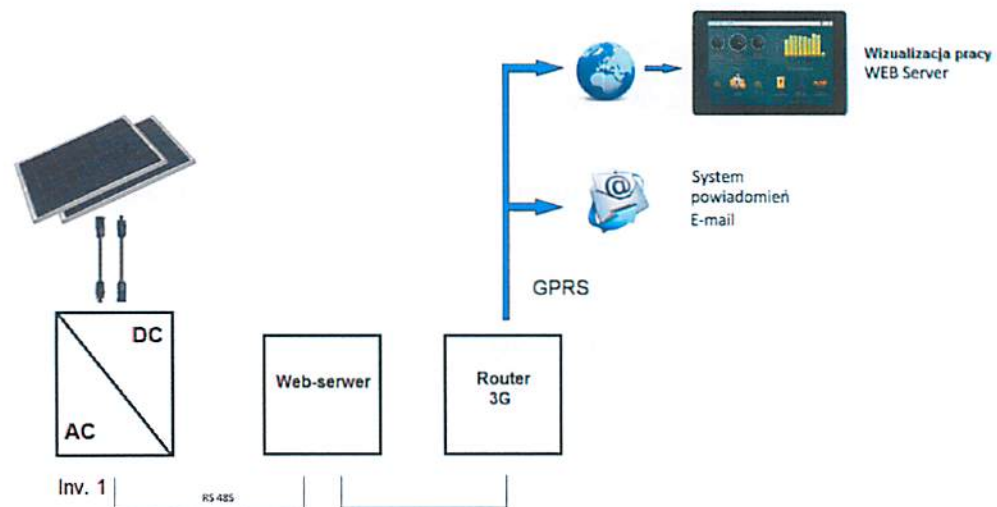 Wizualizacja pracy
WEB Server
System
powiadomień
E-mail
GPRS
DC
AC
Web-serwer
Router
3G
Inv. 1
RS 485